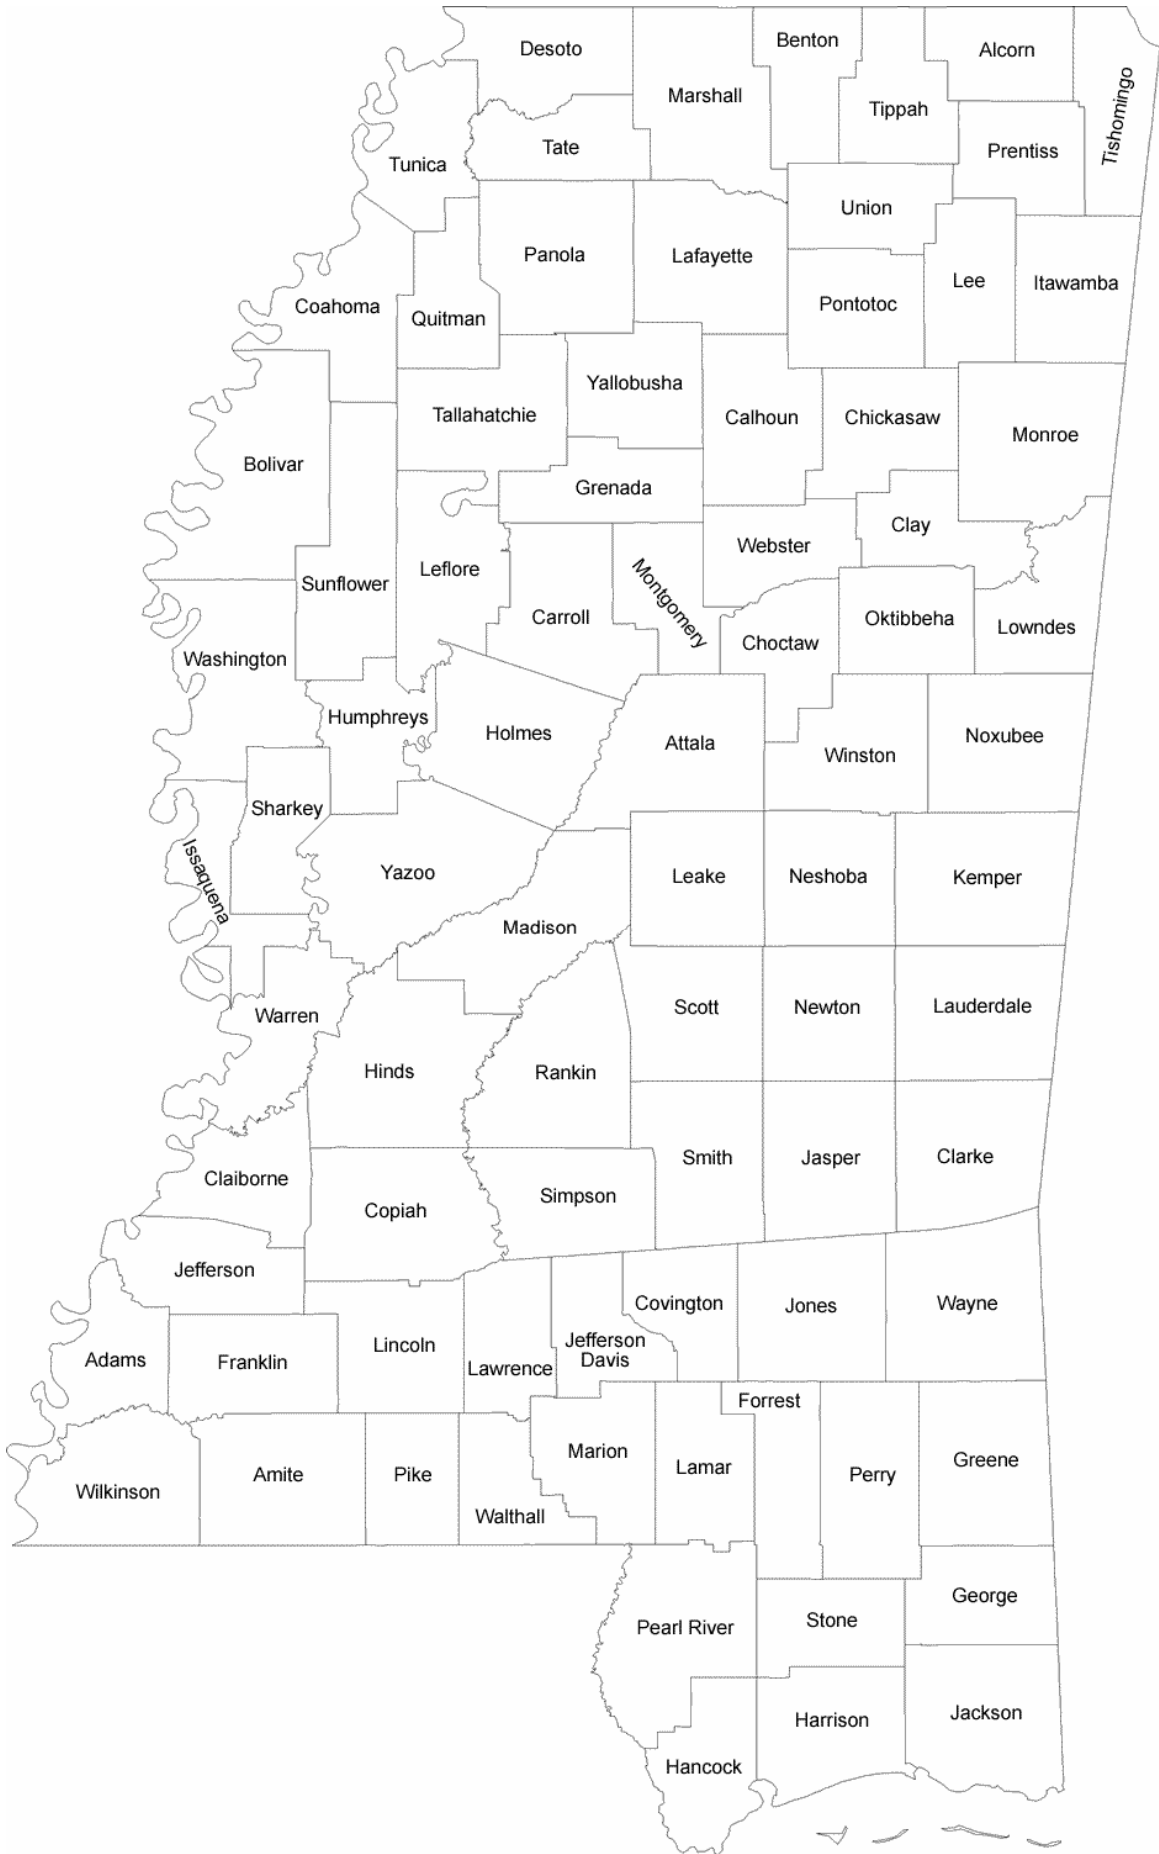 Desoto
Benton
Alcorn
Marshall
Tippah
Tishomingo
Tate
Tunica
Prentiss
Union
Panola
Lafayette
Coahoma
Quitman
Pontotoc
Lee
Itawamba
Yallobusha
Tallahatchie
Calhoun
Chickasaw
Monroe
Bolivar
Grenada
Clay
Webster
Leflore
Sunflower
Carroll
Montgomery
Oktibbeha
Lowndes
Choctaw
Washington
Humphreys
Holmes
Attala
Winston
Noxubee
Sharkey
Issaquena
Yazoo
Leake
Neshoba
Kemper
Madison
Warren
Scott
Newton
Lauderdale
Hinds
Rankin
Smith
Jasper
Clarke
Claiborne
Copiah
Simpson
Jefferson
Covington
Jones
Wayne
Adams
Franklin
Lincoln
Lawrence
Jefferson
Davis
Forrest
Marion
Lamar
Perry
Greene
Wilkinson
Amite
Pike
Walthall
Pearl River
Stone
George
Harrison
Jackson
Hancock